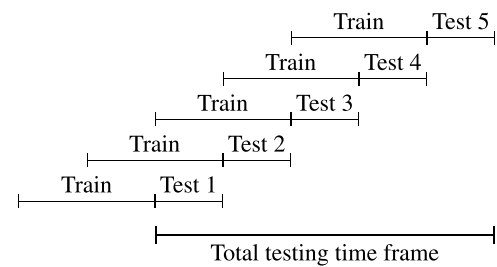 Train Test 5
Train Test 4
Train Test 3
Train Test 2
Train Test 1
Total testing time frame